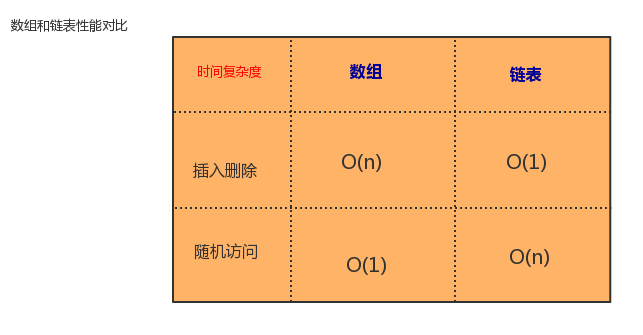 数组和链表性能对比
时间复杂度 数组 链表
插入删除 O(n) O(1)
随机访问 O(1) O(n)